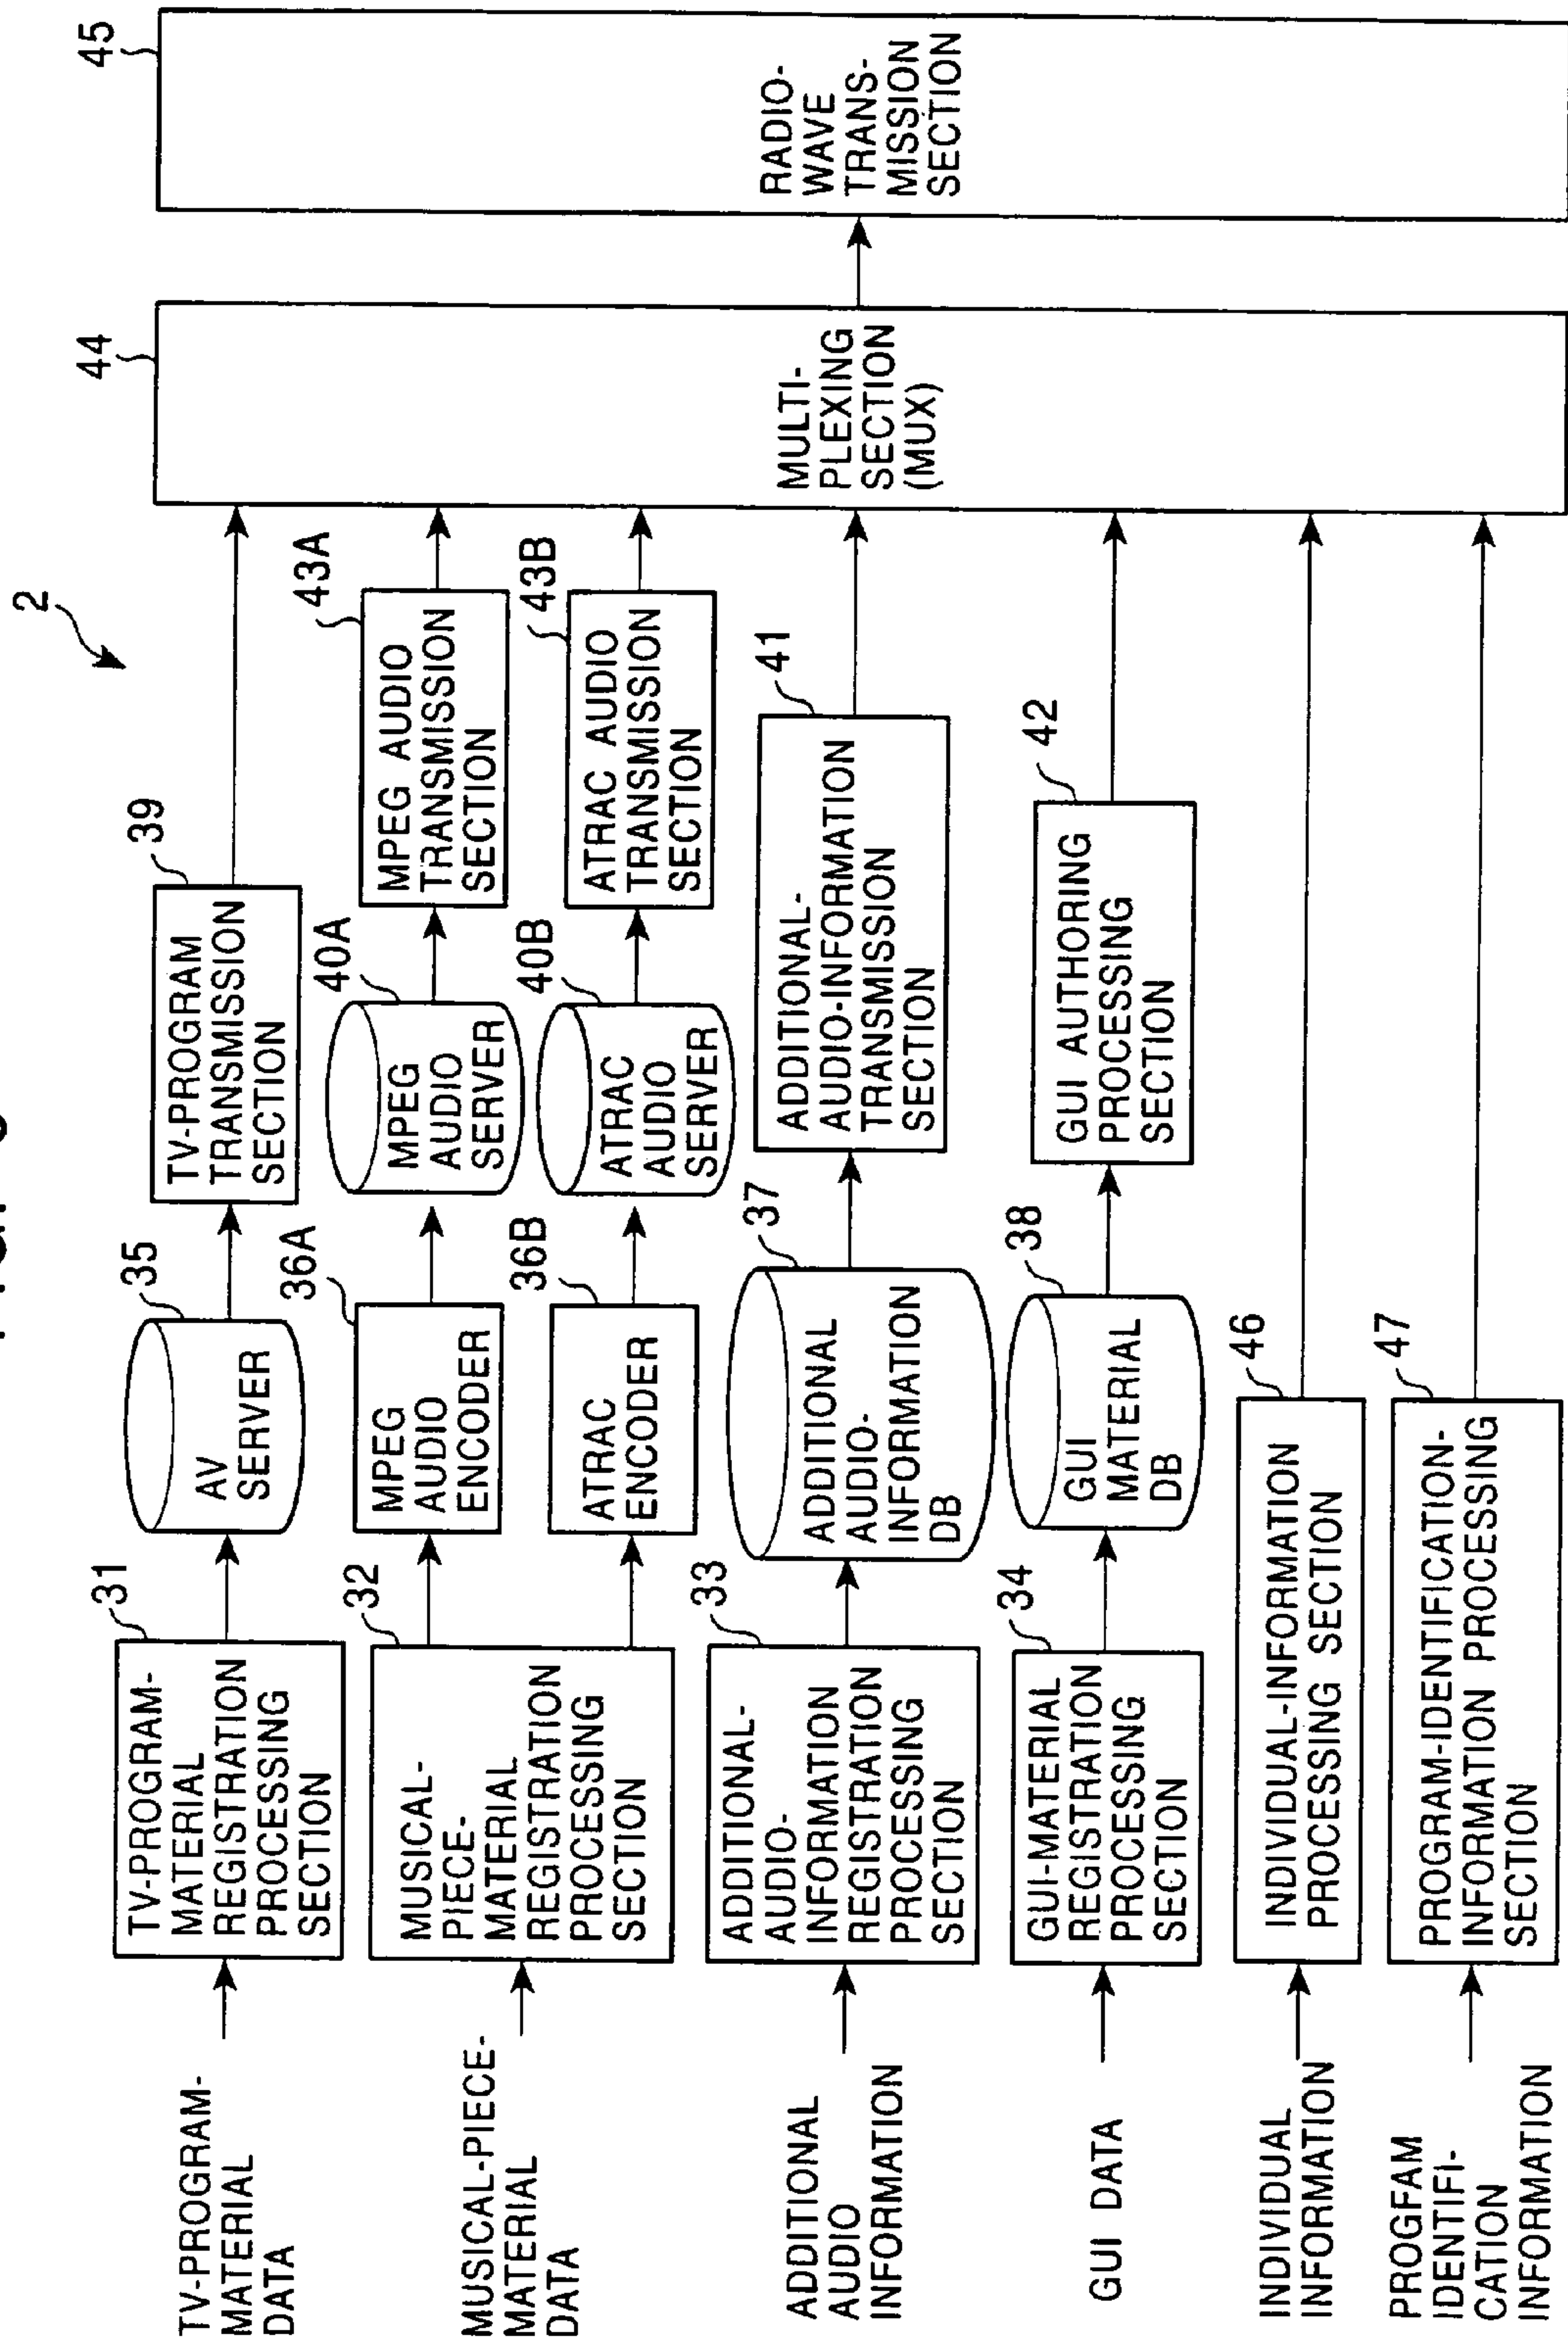 2
TV-PROGRAM-
MATERIAL
DATA
31
TV-PROGRAM-
MATERIAL
REGISTRATION
PROCESSING
SECTION
35
AV
SERVER
39
TV-PROGRAM
TRANSMISSION
SECTION
MUSICAL-PIECE-
MATERIAL
DATA
32
MUSICAL-
PIECE-
MATERIAL
REGISTRATION
PROCESSING
SECTION
36A
MPEG
AUDIO
ENCODER
40A
MPEG
AUDIO
SERVER
43A
MPEG AUDIO
TRANSMISSION
SECTION
36B
ATRAC
ENCODER
40B
ATRAC
AUDIO
SERVER
43B
ATRAC AUDIO
TRANSMISSION
SECTION
ADDITIONAL
AUDIO
INFORMATION
33
ADDITIONAL-
AUDIO-
INFORMATION
REGISTRATION
PROCESSING
SECTION
37
ADDITIONAL
AUDIO-
INFORMATION
DB
41
ADDITIONAL-
AUDIO-INFORMATION
TRANSMISSION
SECTION
GUI DATA
34
GUI-MATERIAL
REGISTRATION
PROCESSING
SECTION
38
GUI
MATERIAL
DB
42
GUI AUTHORING
PROCESSING
SECTION
INDIVIDUAL
INFORMATION
46
INDIVIDUAL-INFORMATION
PROCESSING SECTION
PROGFAM
IDENTIFI-
CATION
INFORMATION
47
PROGRAM-IDENTIFICATION-
INFORMATION PROCESSING
SECTION
44
MULTI-
PLEXING
SECTION
(MUX)
45
RADIO-
WAVE
TRANS-
MISSION
SECTION